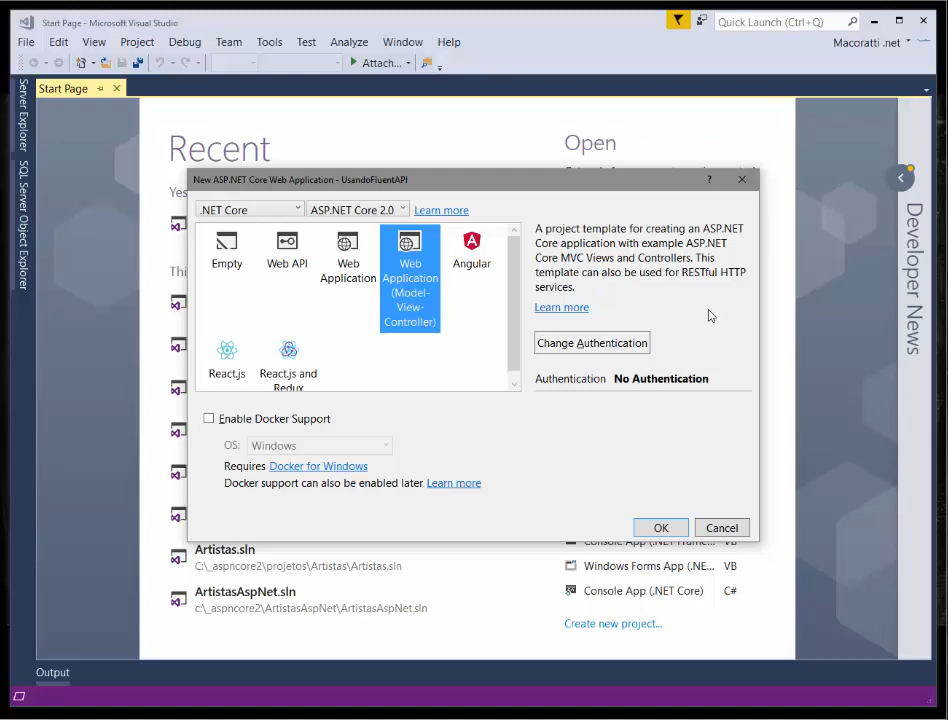 Start Page - Microsoft Visual Studio
Quick Launch (Ctrl+Q)
File Edit View Project Debug Team Tools Test Analyze Window Help
Macoratti .net
Attach...
Server Explorer
SQL Server Object Explorer
Start Page
Recent
Open
Developer News
New ASP.NET Core Web Application - UsandoFluentAPI
?
.NET Core
ASP.NET Core 2.0
Learn more
Empty
Web API
Web
Application
Web
Application
(Model-
View-
Controller)
Angular
React.js
React.js and
Redux
A project template for creating an ASP.NET
Core application with example ASP.NET
Core MVC Views and Controllers. This
template can also be used for RESTful HTTP
services.
Learn more
Change Authentication
Authentication No Authentication
Enable Docker Support
OS: Windows
Requires Docker for Windows
Docker support can also be enabled later Learn more
OK
Cancel
Yes
Thi
Artistas.sln
C:\_aspncore2\projetos\Artistas\Artistas.sln
ArtistasAspNet.sln
c:\_aspncore2\ArtistasAspNet\ArtistasAspNet.sln
Console App (.NET Frame... VB
Windows Forms App (.NE... VB
Console App (.NET Core) C#
Create new project...
Output